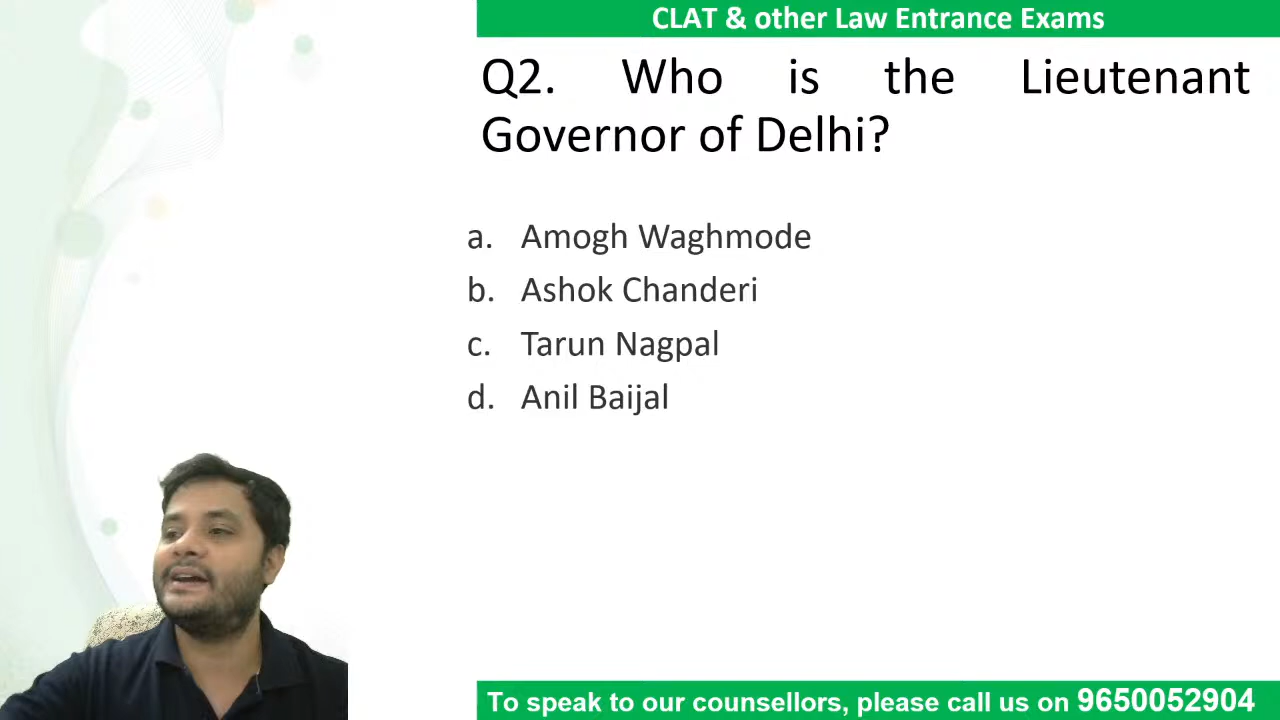 CLAT & other Law Entrance Exams
Q2. Who is the Lieutenant
Governor of Delhi?
a. Amogh Waghmode
b. Ashok Chanderi
c. Tarun Nagpal
d. Anil Baijal
To speak to our counsellors, please call us on 9650052904